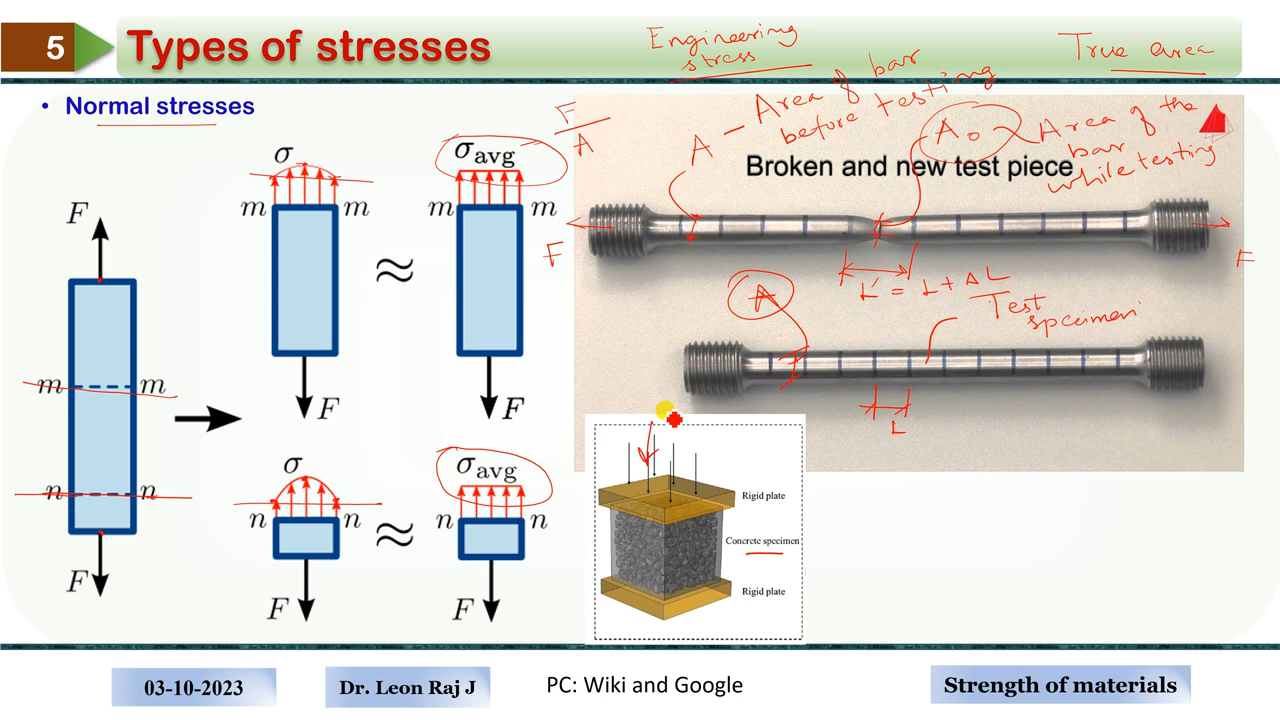 5
Types of stresses
Engineering
stress
True area
• Normal stresses
F
A
A – Area of bar
before testing
A₀
Area of the
bar
while testing
Broken and new test piece
F
F
L' = L + ΔL
A
Test
specimen
L
F
m
m
n
n
F
σ
m
m
F
≈
σavg
m
m
F
σ
n
n
F
≈
σavg
n
n
F
Rigid plate
Concrete specimen
Rigid plate
03-10-2023
Dr. Leon Raj J
PC: Wiki and Google
Strength of materials